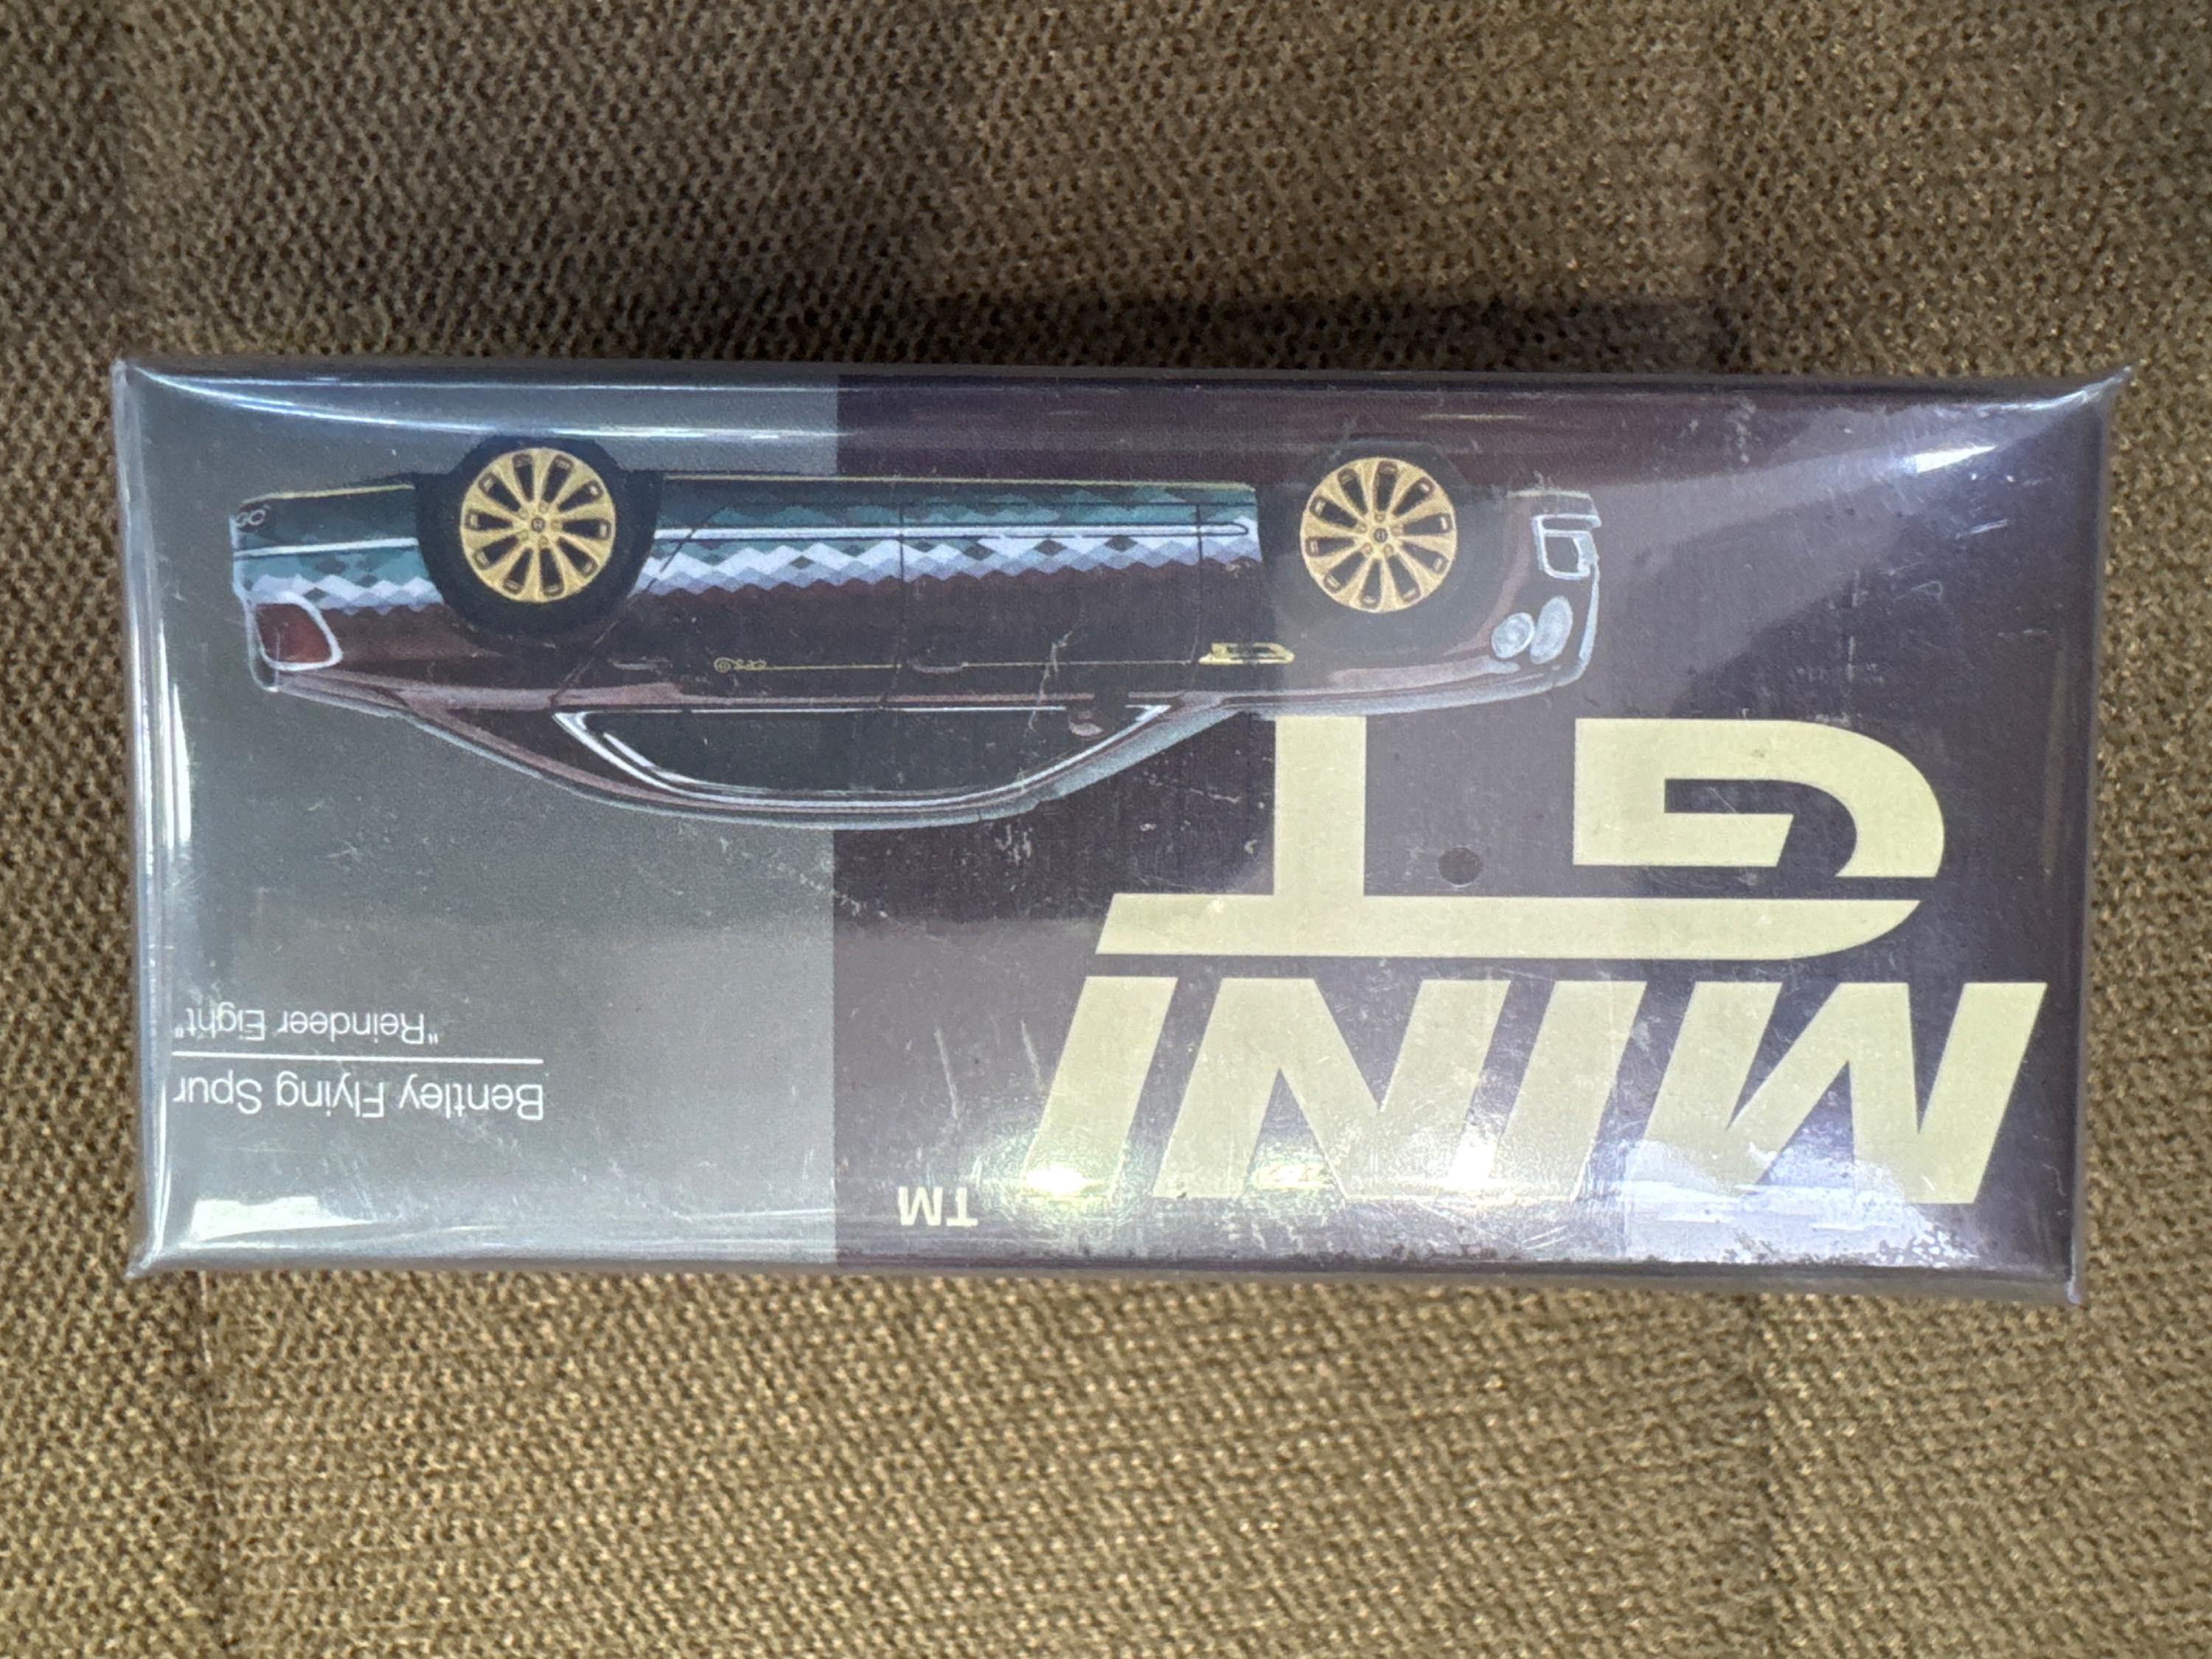 MINI
GT
TM
Bentley Flying Spur
"Reindeer Eight"